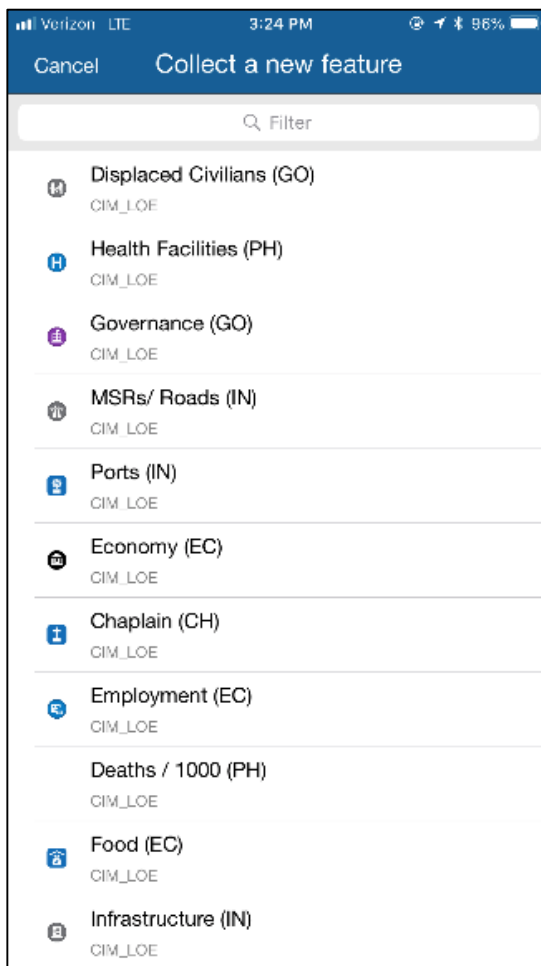 Verizon LTE 3:24 PM 96%
Cancel Collect a new feature
Filter
Displaced Civilians (GO)
CIM_LOE
Health Facilities (PH)
CIM_LOE
Governance (GO)
CIM_LOE
MSRs/ Roads (IN)
CIM_LOE
Ports (IN)
CIM_LOE
Economy (EC)
CIM_LOE
Chaplain (CH)
CIM_LOE
Employment (EC)
CIM_LOE
Deaths / 1000 (PH)
CIM_LOE
Food (EC)
CIM_LOE
Infrastructure (IN)
CIM_LOE